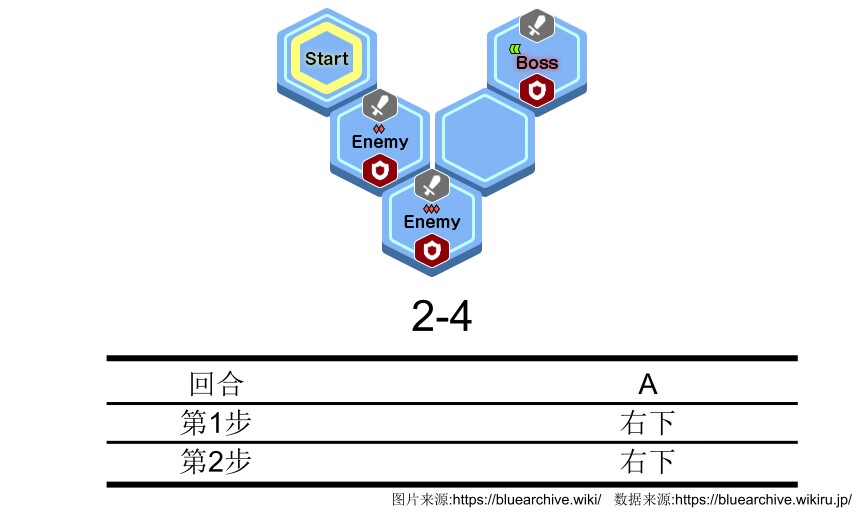 Start
Boss
Enemy
Enemy
2-4
回合 A
第1步 右下
第2步 右下
图片来源:https://bluearchive.wiki/ 数据来源:https://bluearchive.wikiru.jp/